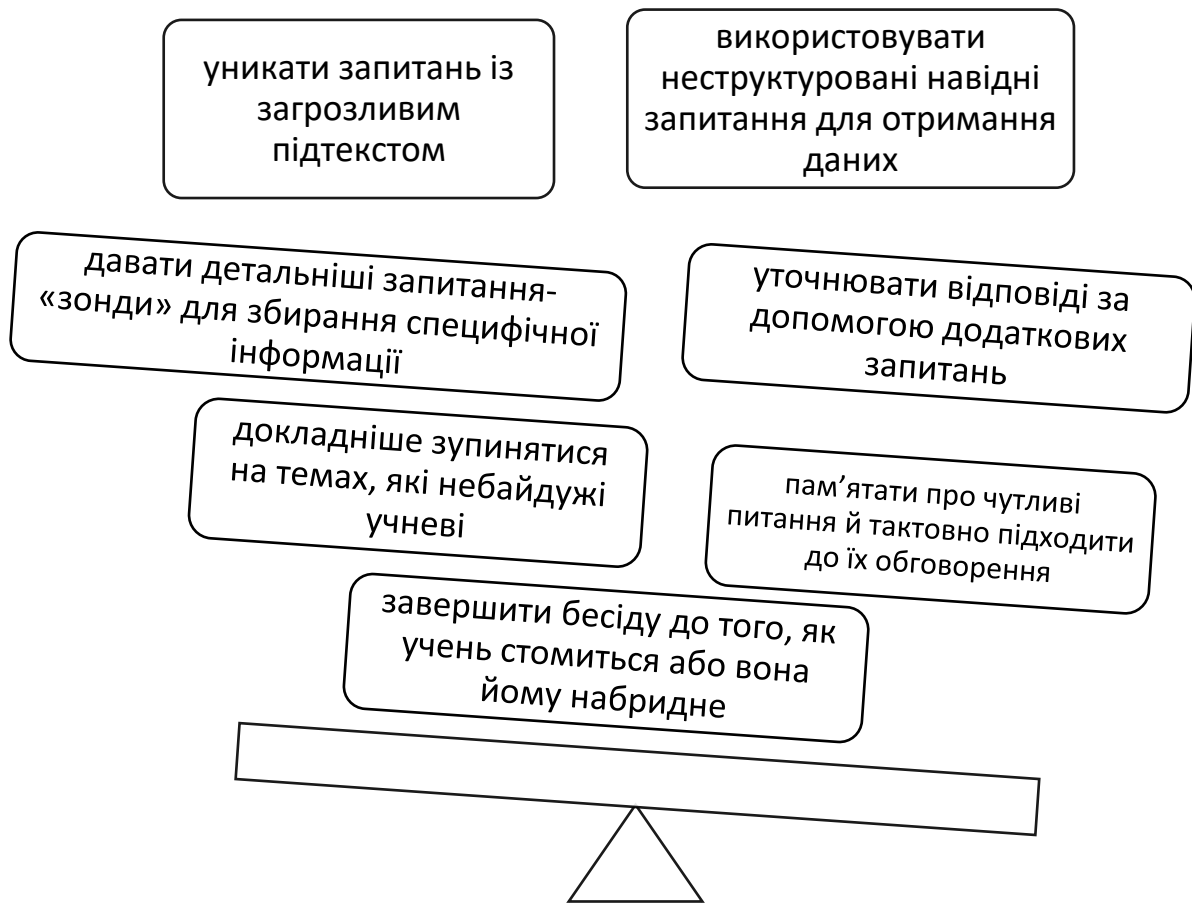 уникати запитань із
загрозливим
підтекстом
використовувати
неструктуровані навідні
запитання для отримання
даних
давати детальніші запитання-
«зонди» для збирання специфічної
інформації
уточнювати відповіді за
допомогою додаткових
запитань
докладніше зупинятися
на темах, які небайдужі
учневі
пам’ятати про чутливі
питання й тактовно підходити
до їх обговорення
завершити бесіду до того, як
учень стомиться або вона
йому набридне